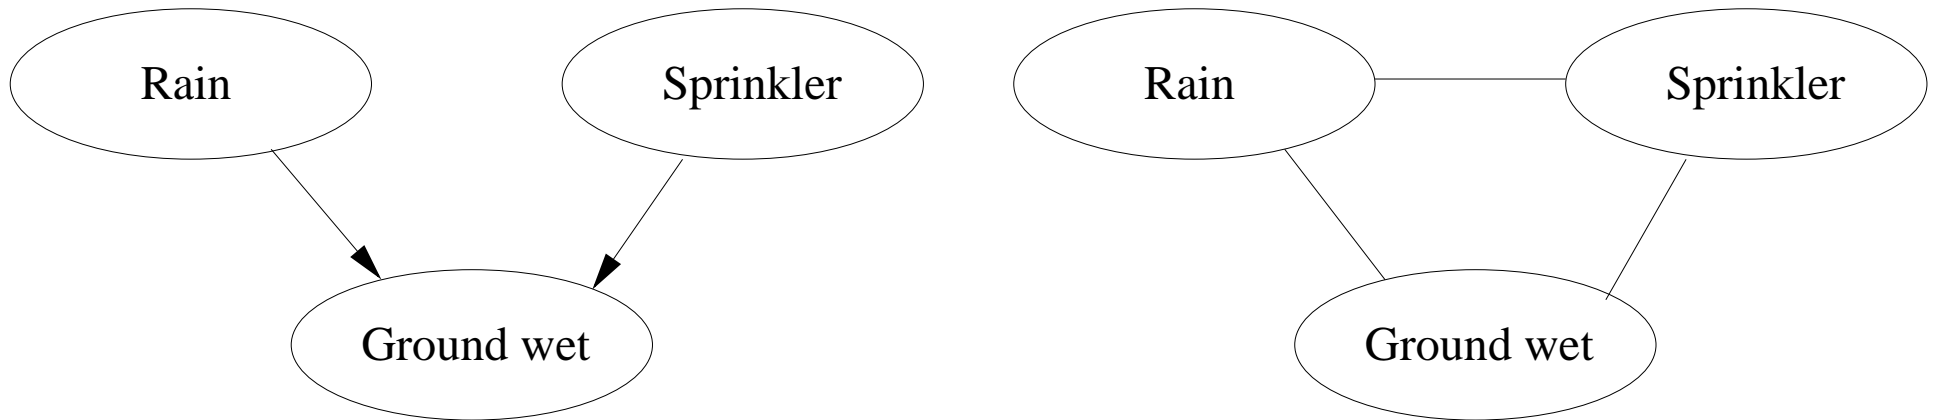 Rain
Sprinkler
Ground wet
Rain
Sprinkler
Ground wet